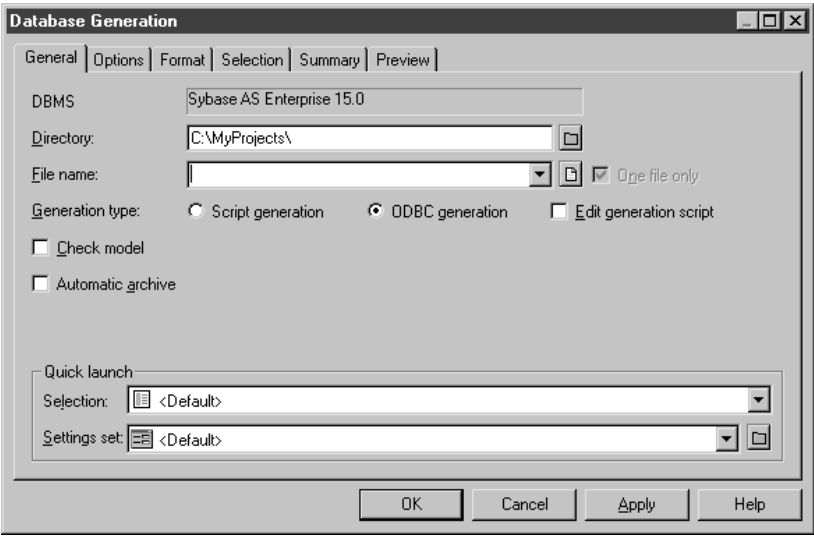 Database Generation
General Options Format Selection Summary Preview
DBMS Sybase AS Enterprise 15.0
Directory: C:\MyProjects\
File name: One file only
Generation type: Script generation ODBC generation Edit generation script
Check model
Automatic archive
Quick launch
Selection: <Default>
Settings set: <Default>
OK Cancel Apply Help